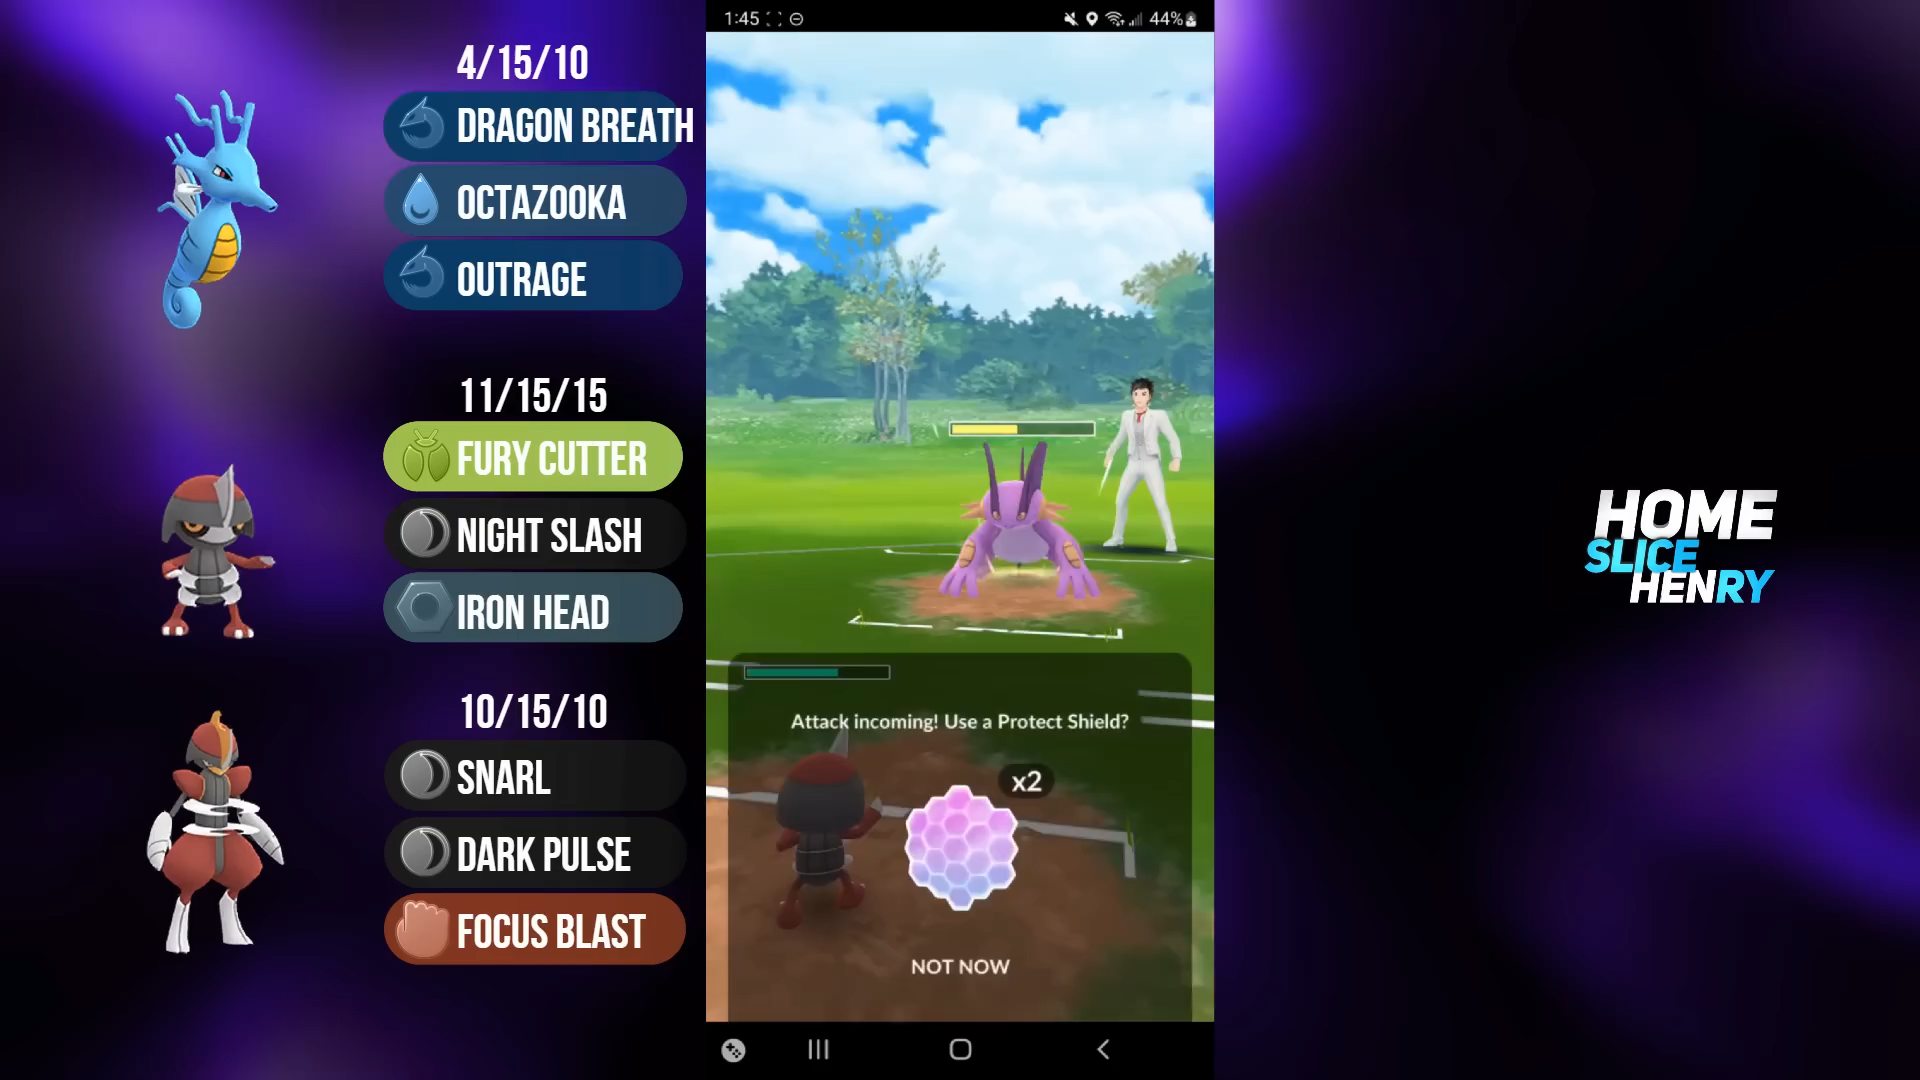 4/15/10
DRAGON BREATH
OCTAZOOKA
OUTRAGE
11/15/15
FURY CUTTER
NIGHT SLASH
IRON HEAD
10/15/10
SNARL
DARK PULSE
FOCUS BLAST
1:45
44%
Attack incoming! Use a Protect Shield?
x2
NOT NOW
HOME
SLICE
HENRY